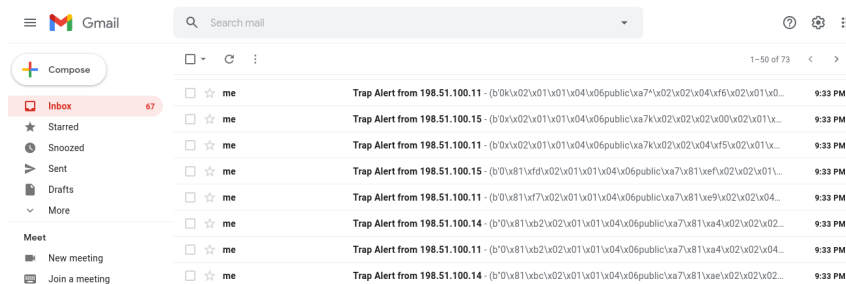 Gmail
Search mail
Compose
1–50 of 73
Inbox 67
Starred
Snoozed
Sent
Drafts
More
Meet
New meeting
Join a meeting
me Trap Alert from 198.51.100.11 - (b'0k\x02\x01\x01\x04\x06public\xa7^\x02\x02\x04\xf6\x02\x01\x0... 9:33 PM
me Trap Alert from 198.51.100.15 - (b'0x\x02\x01\x01\x04\x06public\xa7k\x02\x02\x00\x02\x01\x... 9:33 PM
me Trap Alert from 198.51.100.11 - (b'0x\x02\x01\x01\x04\x06public\xa7k\x02\x02\x04\xf5\x02\x01\x... 9:33 PM
me Trap Alert from 198.51.100.15 - (b'0\x81\xfd\x02\x01\x01\x04\x06public\xa7\x81\xef\x02\x02\x01\... 9:33 PM
me Trap Alert from 198.51.100.11 - (b'0\x81\xf7\x02\x01\x01\x04\x06public\xa7\x81\xe9\x02\x02\x04... 9:33 PM
me Trap Alert from 198.51.100.14 - (b"0\x81\xb2\x02\x01\x01\x04\x06public\xa7\x81\xa4\x02\x02\x02... 9:33 PM
me Trap Alert from 198.51.100.11 - (b"0\x81\xb2\x02\x01\x01\x04\x06public\xa7\x81\xa4\x02\x02\x04... 9:33 PM
me Trap Alert from 198.51.100.14 - (b"0\x81\xbc\x02\x01\x01\x04\x06public\xa7\x81\xae\x02\x02\x02... 9:33 PM